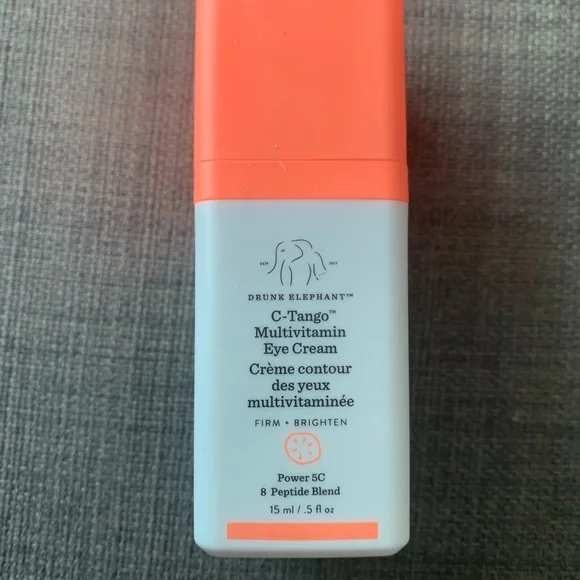 DRUNK ELEPHANT™
C-Tango™
Multivitamin
Eye Cream
Crème contour
des yeux
multivitaminée
FIRM + BRIGHTEN
Power 5C
8 Peptide Blend
15 ml / .5 fl oz